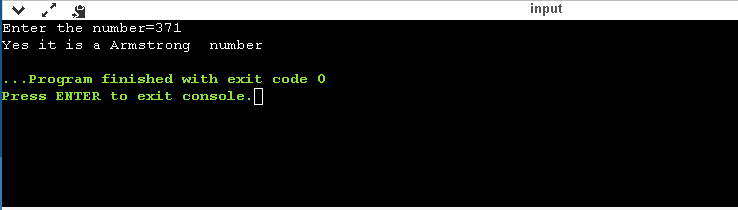 input
Enter the number=371
Yes it is a Armstrong  number
...Program finished with exit code 0
Press ENTER to exit console.